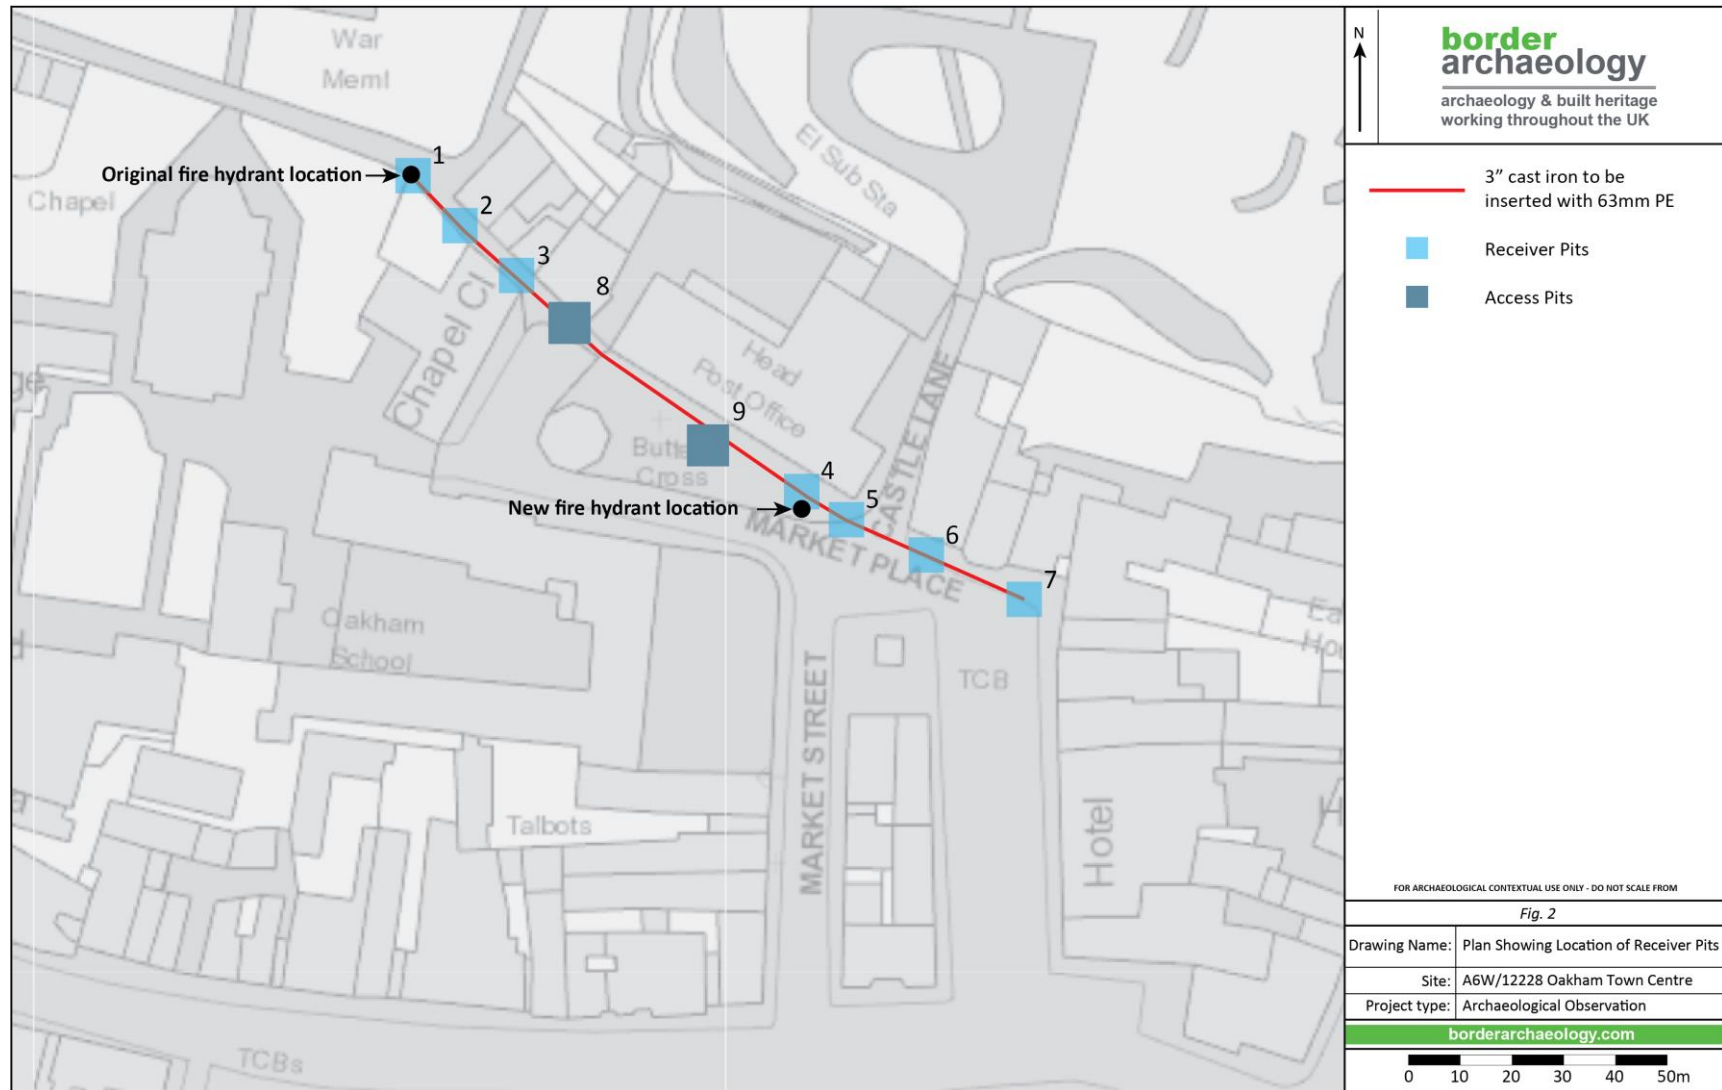 War
Meml
N
border
archaeology
archaeology & built heritage
working throughout the UK
El Sub Sta
1
Original fire hydrant location
3" cast iron to be
inserted with 63mm PE
Chapel
2
3
Receiver Pits
Access Pits
8
Chapel Cl
Head
Post Office
CASTLE LANE
9
Cross
4
New fire hydrant location
5
MARKET PLACE
6
7
Oakham
School
TCB
MARKET STREET
Talbots
Hotel
TCBs
FOR ARCHAEOLOGICAL CONTEXTUAL USE ONLY - DO NOT SCALE FROM
Fig. 2
Drawing Name: Plan Showing Location of Receiver Pits
Site: A6W/12228 Oakham Town Centre
Project type: Archaeological Observation
borderarchaeology.com
0 10 20 30 40 50m